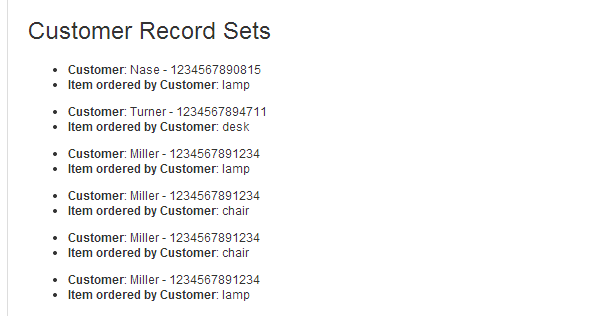 Customer Record Sets
Customer: Nase - 1234567890815
Item ordered by Customer: lamp
Customer: Turner - 1234567894711
Item ordered by Customer: desk
Customer: Miller - 1234567891234
Item ordered by Customer: lamp
Customer: Miller - 1234567891234
Item ordered by Customer: chair
Customer: Miller - 1234567891234
Item ordered by Customer: chair
Customer: Miller - 1234567891234
Item ordered by Customer: lamp